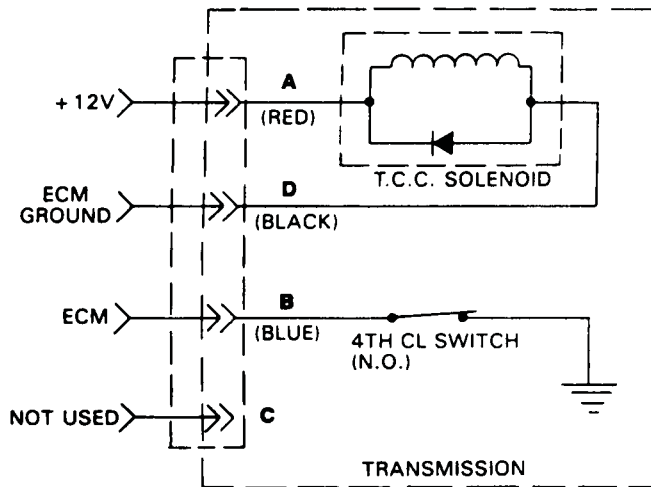 +12V
A
(RED)
T.C.C. SOLENOID
ECM
GROUND
D
(BLACK)
ECM
B
(BLUE)
4TH CL SWITCH
(N.O.)
NOT USED
C
TRANSMISSION